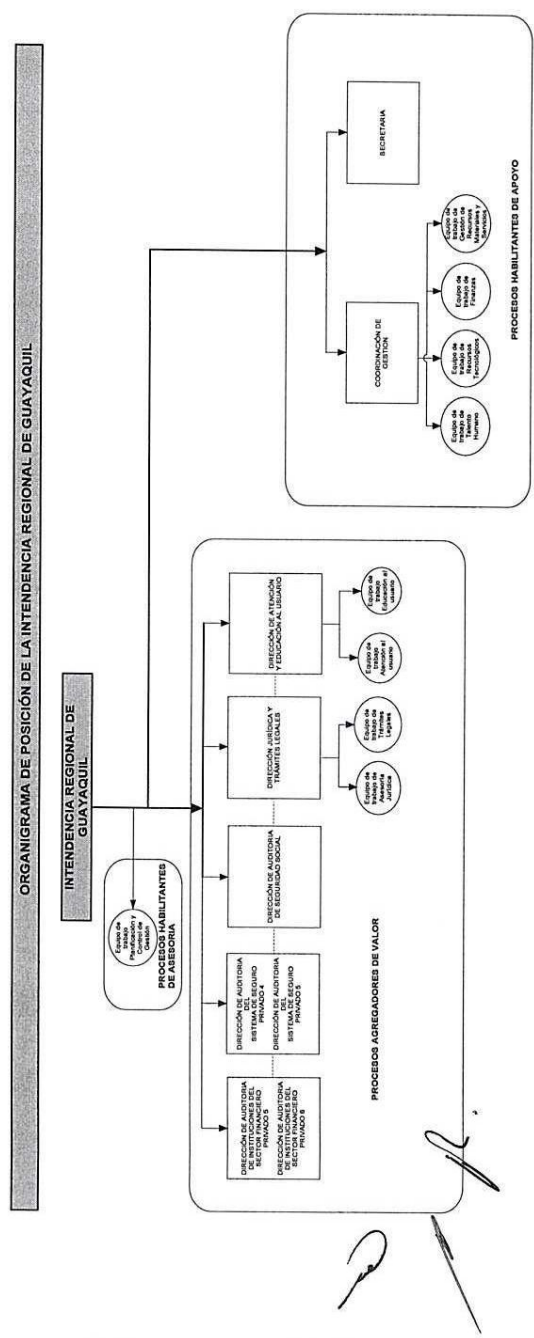 ORGANIGRAMA DE POSICIÓN DE LA INTENDENCIA REGIONAL DE GUAYAQUIL
INTENDENCIA REGIONAL DE
GUAYAQUIL
Equipo de
trabajo
Planificación y
Control de
Gestión
PROCESOS HABILITANTES
DE ASESORIA
DIRECCIÓN DE AUDITORIA
DE INSTITUCIONES DEL
SECTOR FINANCIERO
PRIVADO 5
DIRECCIÓN DE AUDITORIA
DE INSTITUCIONES DEL
SECTOR FINANCIERO
PRIVADO 6
DIRECCIÓN DE AUDITORIA
DEL
SISTEMA DE SEGURO
PRIVADO 4
DIRECCIÓN DE AUDITORIA
DEL
SISTEMA DE SEGURO
PRIVADO 5
DIRECCIÓN DE AUDITORIA
DE SEGURIDAD SOCIAL
DIRECCIÓN JURÍDICA Y
TRÁMITES LEGALES
Equipo de
trabajo de
Asesoría
Jurídica
Equipo de
trabajo de
Trámites
Legales
DIRECCIÓN DE ATENCIÓN
Y EDUCACIÓN AL USUARIO
Equipo de
trabajo
Atención al
usuario
Equipo de
trabajo
Educación al
usuario
PROCESOS AGREGADORES DE VALOR
COORDINACIÓN DE
GESTION
SECRETARIA
Equipo de
trabajo de
Talento
Humano
Equipo de
trabajo de
Recursos
Tecnológicos
Equipo de
trabajo de
Finanzas
Equipo de
trabajo de
Gestión de
Recursos
Materiales y
Servicios
PROCESOS HABILITANTES DE APOYO